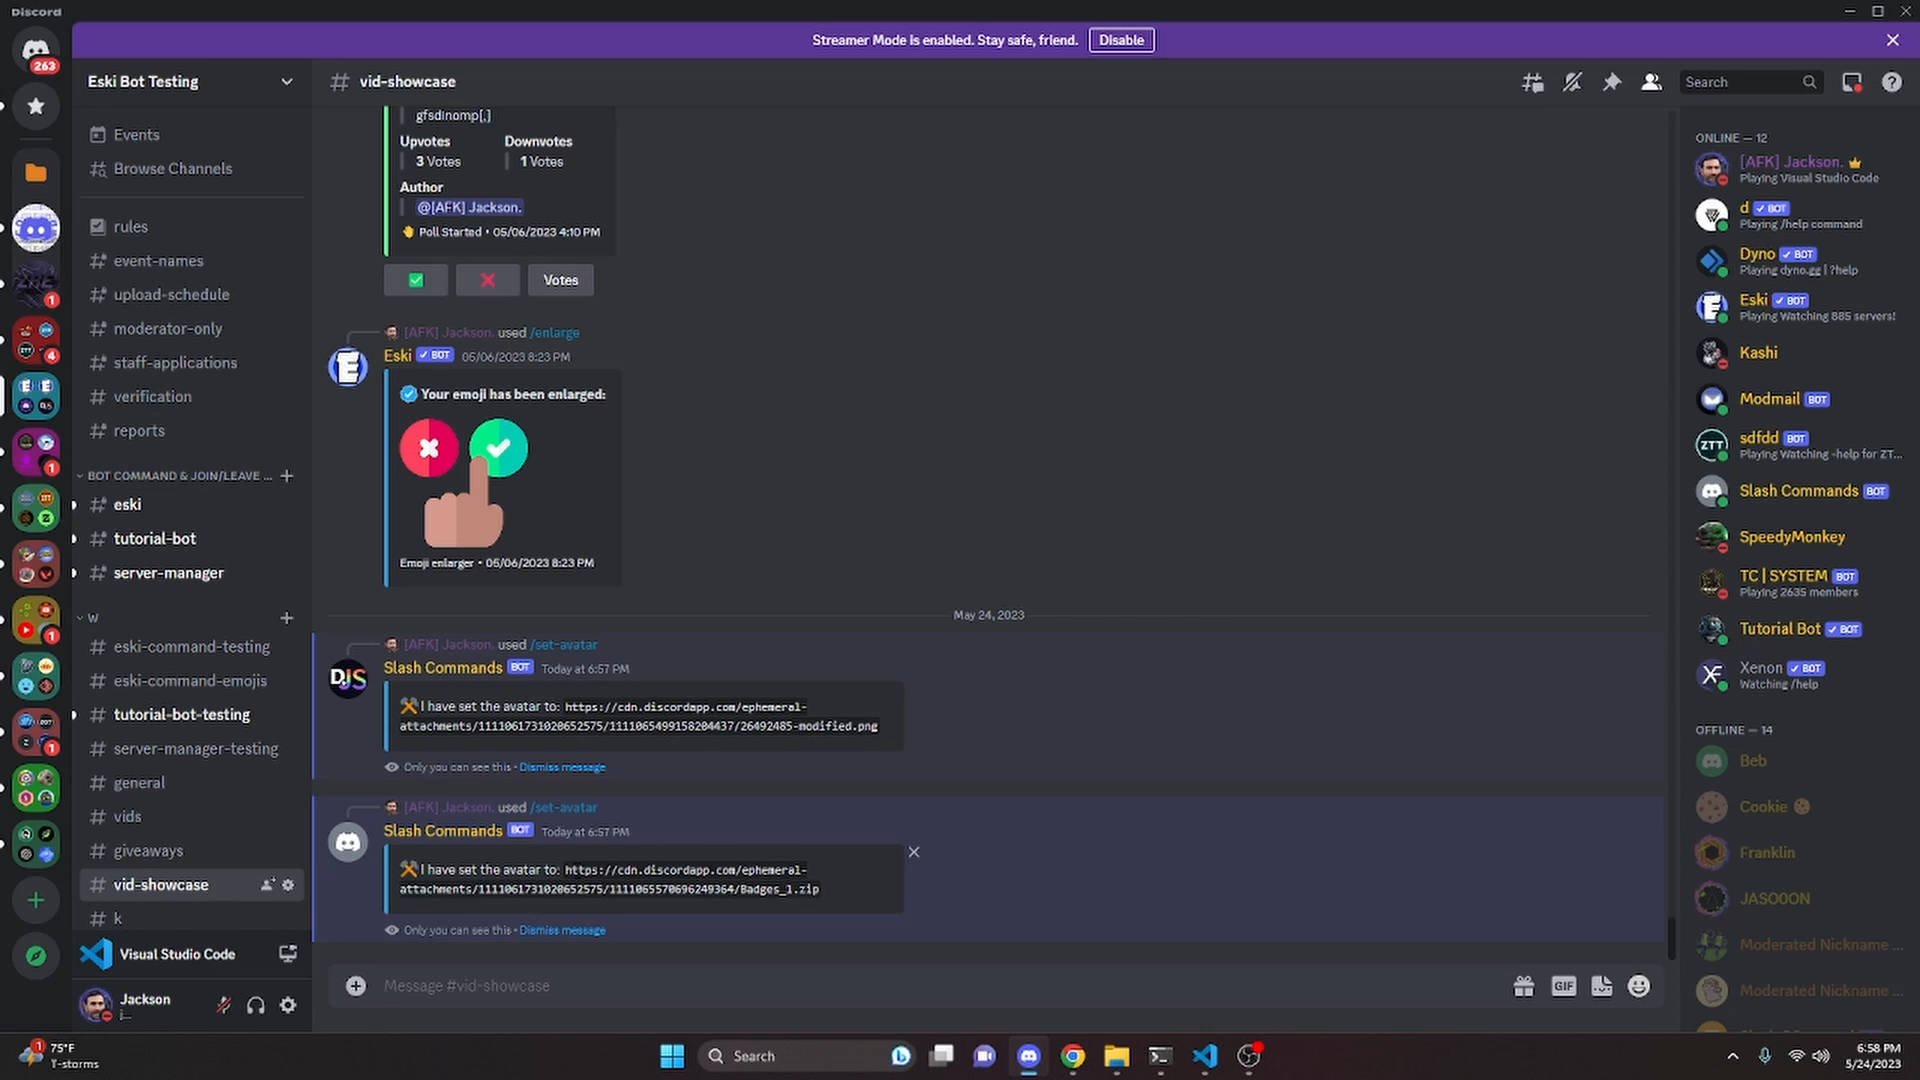 Discord
Streamer Mode is enabled. Stay safe, friend.
Disable
263
Eski Bot Testing
Events
Browse Channels
rules
event-names
upload-schedule
moderator-only
staff-applications
verification
reports
BOT COMMAND & JOIN/LEAVE ...
eski
tutorial-bot
server-manager
W
eski-command-testing
eski-command-emojis
tutorial-bot-testing
server-manager-testing
general
vids
giveaways
vid-showcase
k
Visual Studio Code
Jackson
i...
1
4
1
1
1
vid-showcase
Search
gfsdinomp[;]
Upvotes Downvotes
3 Votes 1 Votes
Author
@[AFK] Jackson.
Poll Started • 05/06/2023 4:10 PM
Votes
[AFK] Jackson. used /enlarge
Eski BOT 05/06/2023 8:23 PM
Your emoji has been enlarged:
Emoji enlarger • 05/06/2023 8:23 PM
May 24, 2023
[AFK] Jackson. used /set-avatar
DJS
Slash Commands BOT Today at 6:57 PM
I have set the avatar to: https://cdn.discordapp.com/ephemeral-
attachments/1111061731020652575/1111065499158204437/26492485-modified.png
Only you can see this • Dismiss message
[AFK] Jackson. used /set-avatar
Slash Commands BOT Today at 6:57 PM
I have set the avatar to: https://cdn.discordapp.com/ephemeral-
attachments/1111061731020652575/1111065570696249364/Badges_1.zip
Only you can see this • Dismiss message
Message #vid-showcase
GIF
ONLINE — 12
[AFK] Jackson.
Playing Visual Studio Code
d BOT
Playing /help command
Dyno BOT
Playing dyno.gg | ?help
Eski BOT
Playing Watching 885 servers!
Kashi
Modmail BOT
ZTT
sdfdd BOT
Playing Watching -help for ZT...
Slash Commands BOT
SpeedyMonkey
TC | SYSTEM BOT
Playing 2635 members
Tutorial Bot BOT
Xenon BOT
Watching /help
OFFLINE — 14
Beb
Cookie
Franklin
JASO0ON
Moderated Nickname ...
Moderated Nickname ...
1
75°F
T-storms
Search
6:58 PM
5/24/2023